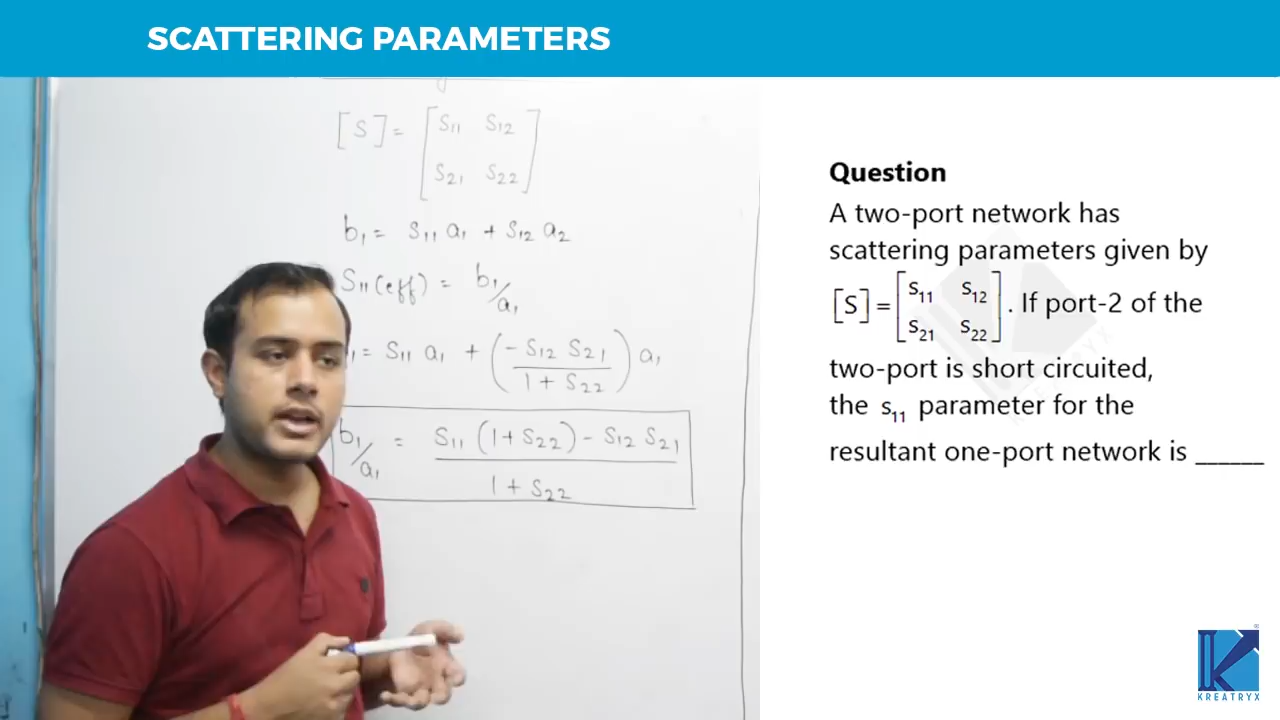 SCATTERING PARAMETERS
[S] = [S11 S12
S21 S22]
b1 = S11 a1 + S12 a2
S11(eff) = b1/a1
1 = S11 a1 + (-S12 S21 / 1 + S22) a1
b1/a1 = S11 (1 + S22) - S12 S21 / 1 + S22
Question
A two-port network has
scattering parameters given by
[S] = [s11 s12
s21 s22]. If port-2 of the
two-port is short circuited,
the s11 parameter for the
resultant one-port network is ______
KREATRYX